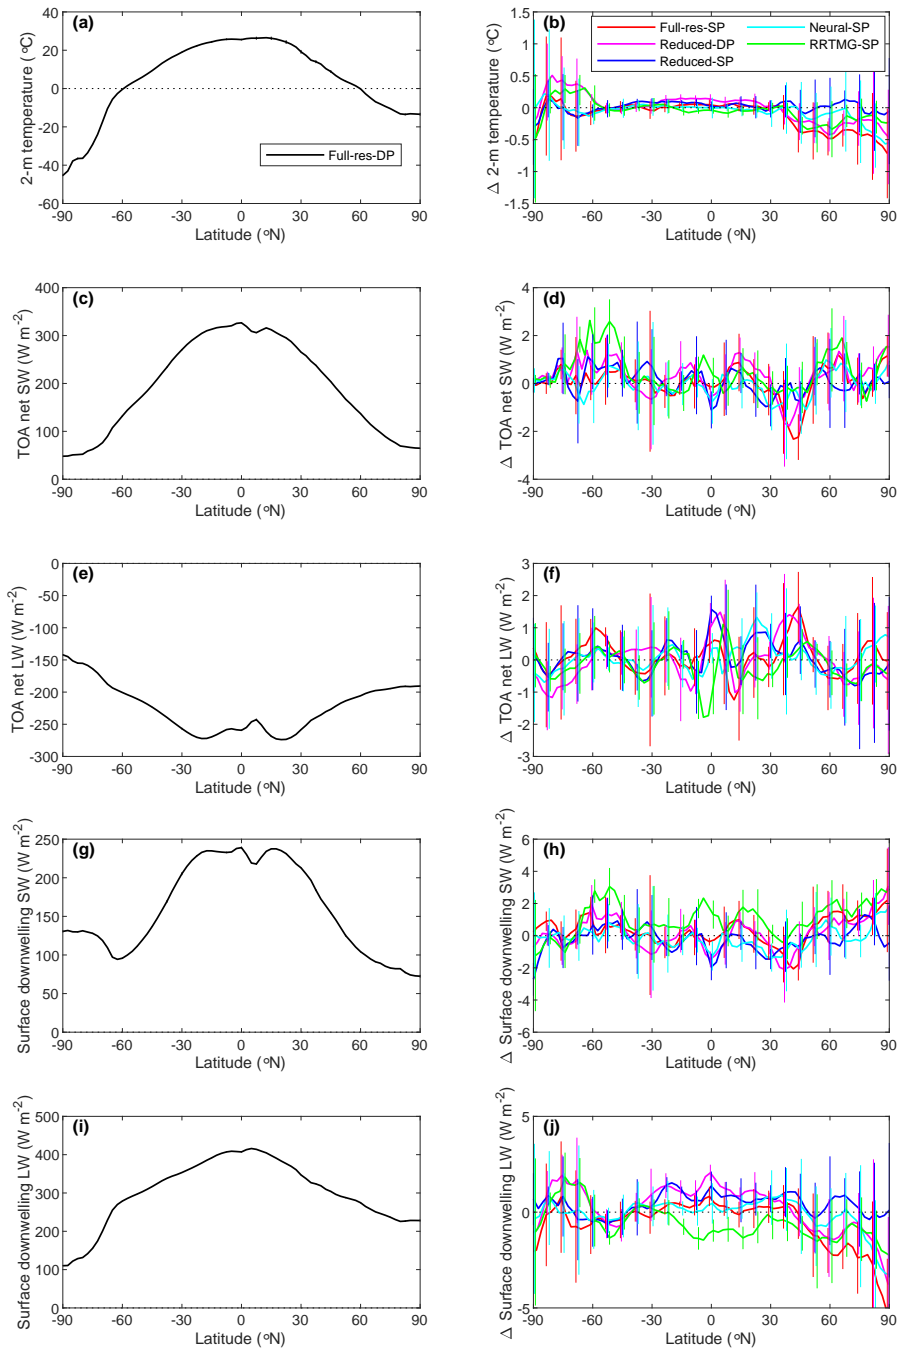 (a)
2-m temperature (°C)
40
20
0
-20
-40
-60
Full-res-DP
-90 -60 -30 0 30 60 90
Latitude (°N)
(b)
Δ 2-m temperature (°C)
1.5
1
0.5
0
-0.5
-1
-1.5
Full-res-SP
Reduced-DP
Reduced-SP
Neural-SP
RRTMG-SP
-90 -60 -30 0 30 60 90
Latitude (°N)
(c)
TOA net SW (W m-2)
400
300
200
100
0
-90 -60 -30 0 30 60 90
Latitude (°N)
(d)
Δ TOA net SW (W m-2)
4
2
0
-2
-4
-90 -60 -30 0 30 60 90
Latitude (°N)
(e)
TOA net LW (W m-2)
0
-50
-100
-150
-200
-250
-300
-90 -60 -30 0 30 60 90
Latitude (°N)
(f)
Δ TOA net LW (W m-2)
3
2
1
0
-1
-2
-3
-90 -60 -30 0 30 60 90
Latitude (°N)
(g)
Surface downwelling SW (W m-2)
250
200
150
100
50
0
-90 -60 -30 0 30 60 90
Latitude (°N)
(h)
Δ Surface downwelling SW (W m-2)
6
4
2
0
-2
-4
-6
-90 -60 -30 0 30 60 90
Latitude (°N)
(i)
Surface downwelling LW (W m-2)
500
400
300
200
100
0
-90 -60 -30 0 30 60 90
Latitude (°N)
(j)
Δ Surface downwelling LW (W m-2)
5
0
-5
-90 -60 -30 0 30 60 90
Latitude (°N)